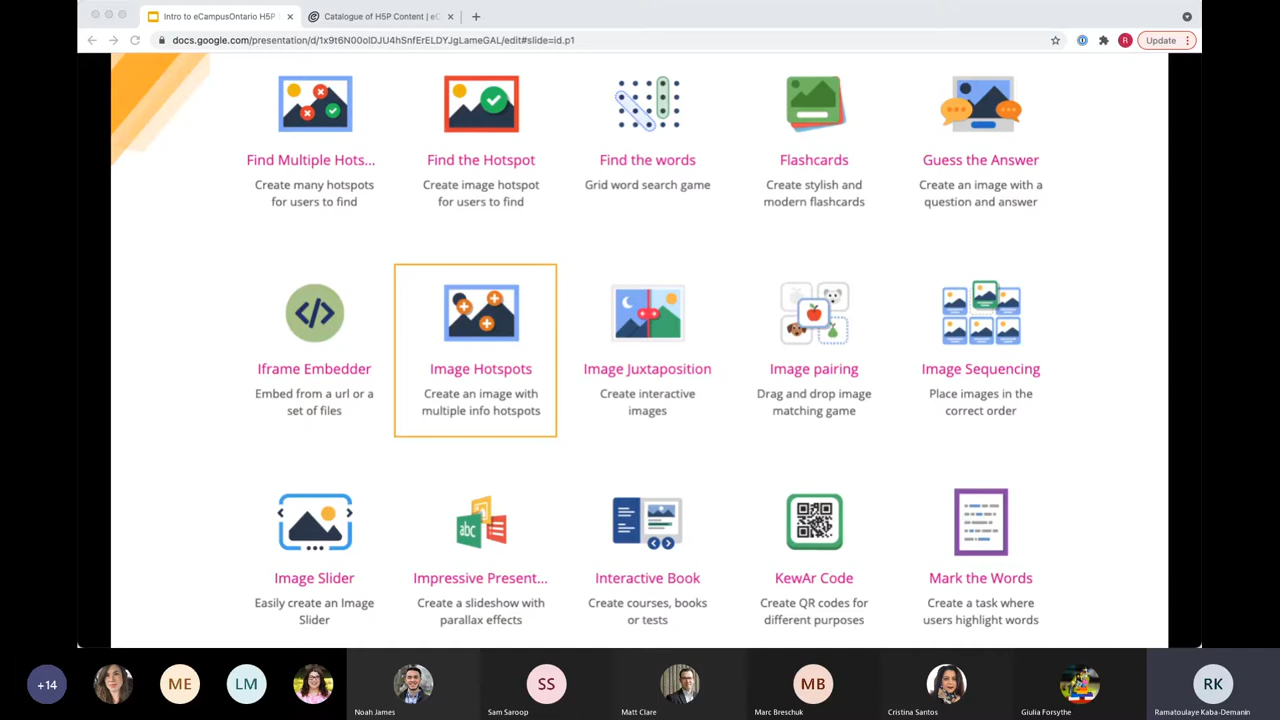 Intro to eCampusOntario H5P
Catalogue of H5P Content | eC
docs.google.com/presentation/d/1x9t6N00olDJU4hSnfErELDYJgLameGAL/edit#slide=id.p1
R
Update
Find Multiple Hots...
Create many hotspots
for users to find
Find the Hotspot
Create image hotspot
for users to find
Find the words
Grid word search game
Flashcards
Create stylish and
modern flashcards
Guess the Answer
Create an image with a
question and answer
Iframe Embedder
Embed from a url or a
set of files
Image Hotspots
Create an image with
multiple info hotspots
Image Juxtaposition
Create interactive
images
Image pairing
Drag and drop image
matching game
Image Sequencing
Place images in the
correct order
Image Slider
Easily create an Image
Slider
abc
Impressive Present...
Create a slideshow with
parallax effects
Interactive Book
Create courses, books
or tests
KewAr Code
Create QR codes for
different purposes
Mark the Words
Create a task where
users highlight words
+14
ME
LM
Noah James
SS
Sam Saroop
Matt Clare
MB
Marc Breschuk
Cristina Santos
Giulia Forsythe
RK
Ramatoulaye Kaba-Demanin